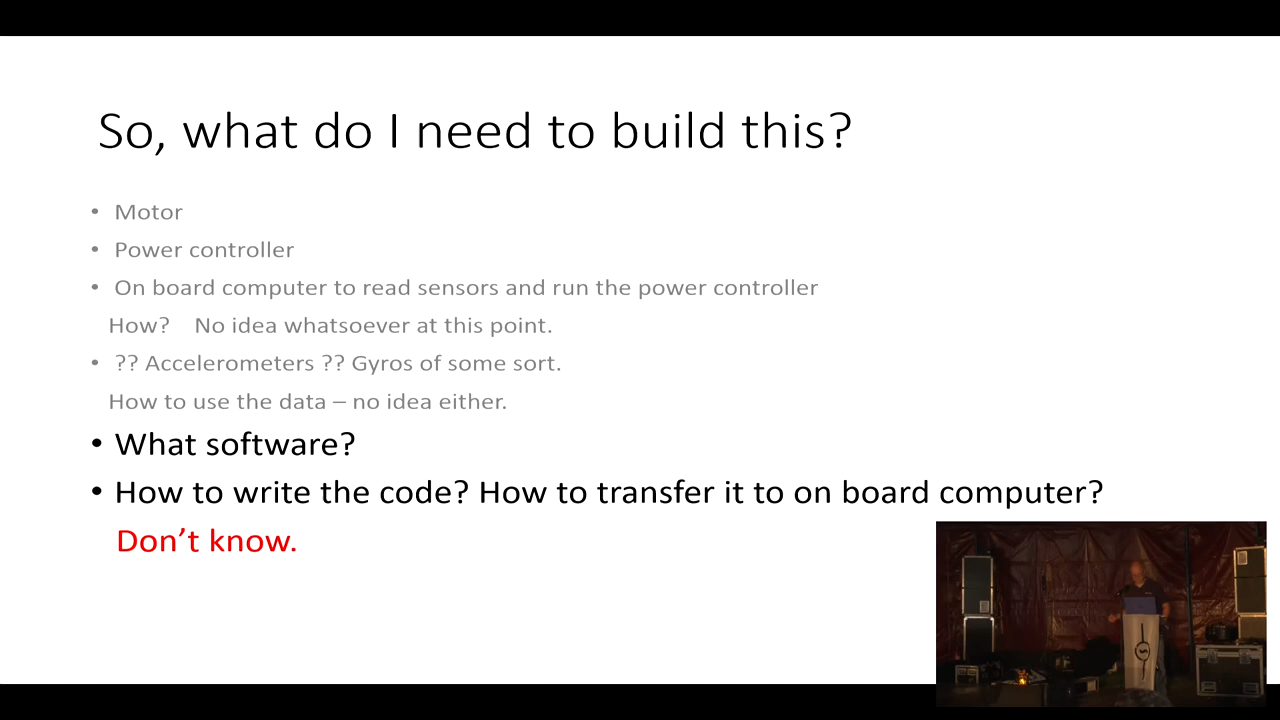 So, what do I need to build this?
• Motor
• Power controller
• On board computer to read sensors and run the power controller
How? No idea whatsoever at this point.
• ?? Accelerometers ?? Gyros of some sort.
How to use the data – no idea either.
• What software?
• How to write the code? How to transfer it to on board computer?
Don’t know.